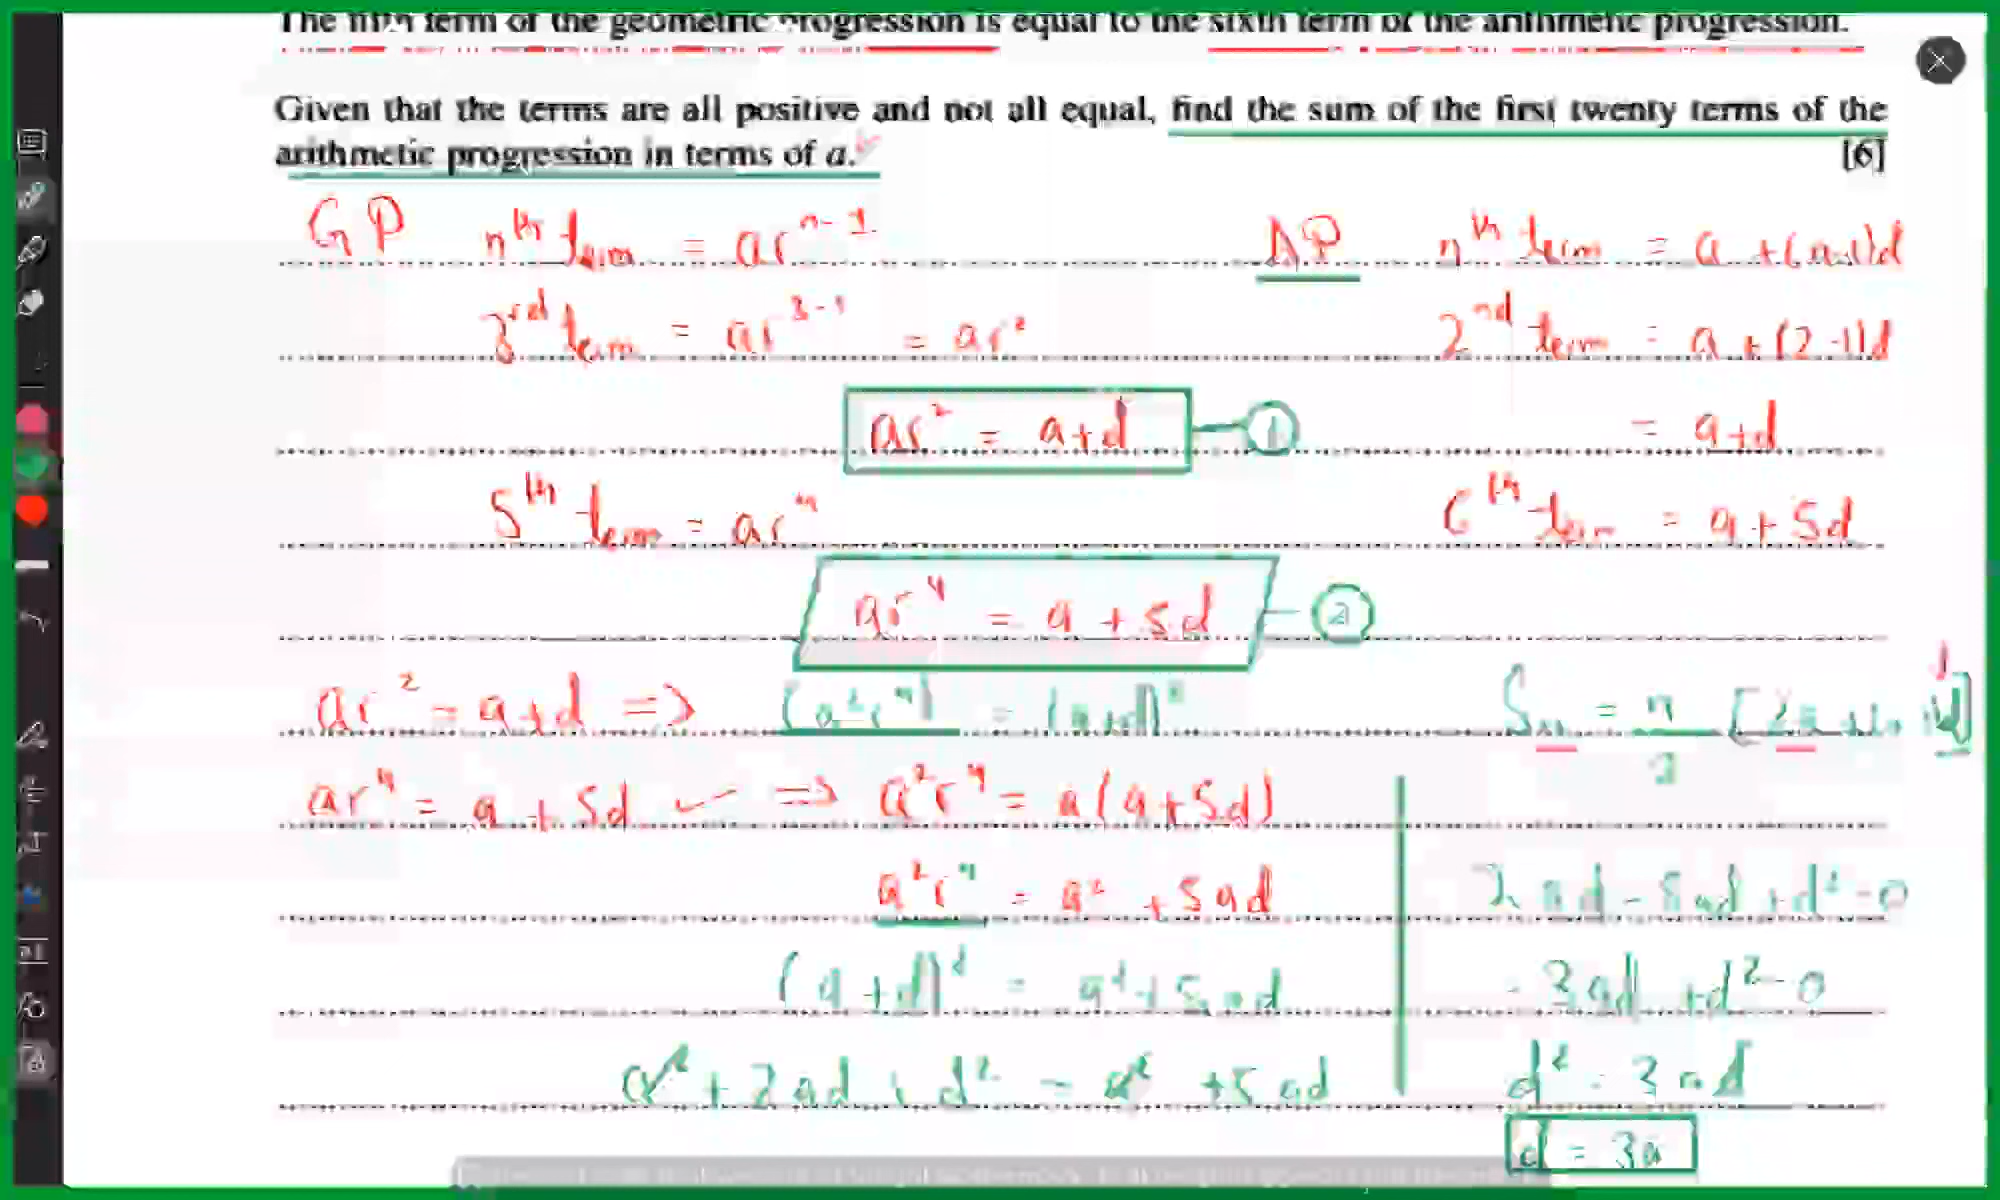 The fifth term of the geometric progression is equal to the sixth term of the arithmetic progression.
Given that the terms are all positive and not all equal, find the sum of the first twenty terms of the
arithmetic progression in terms of a. [6]
GP nth term = ar^(n-1) AP nth term = a + (n-1)d
3rd term = ar^(3-1) = ar² 2nd term = a + (2-1)d
ar² = a+d 1 = a+d
5th term = ar⁴ 6th term = a + 5d
ar⁴ = a + 5d 2
ar² = a+d => (a²r⁴) = (a+d)² Sn = n/2 [2a +
ar⁴ = a + 5d ✓ => a²r⁴ = a(a+5d)
a²r⁴ = a² + 5ad 2ad - 5ad + d² = 0
(a+d)² = a² + 5ad - 3ad + d² = 0
a² + 2ad + d² = a² + 5ad d² = 3ad
d = 3a